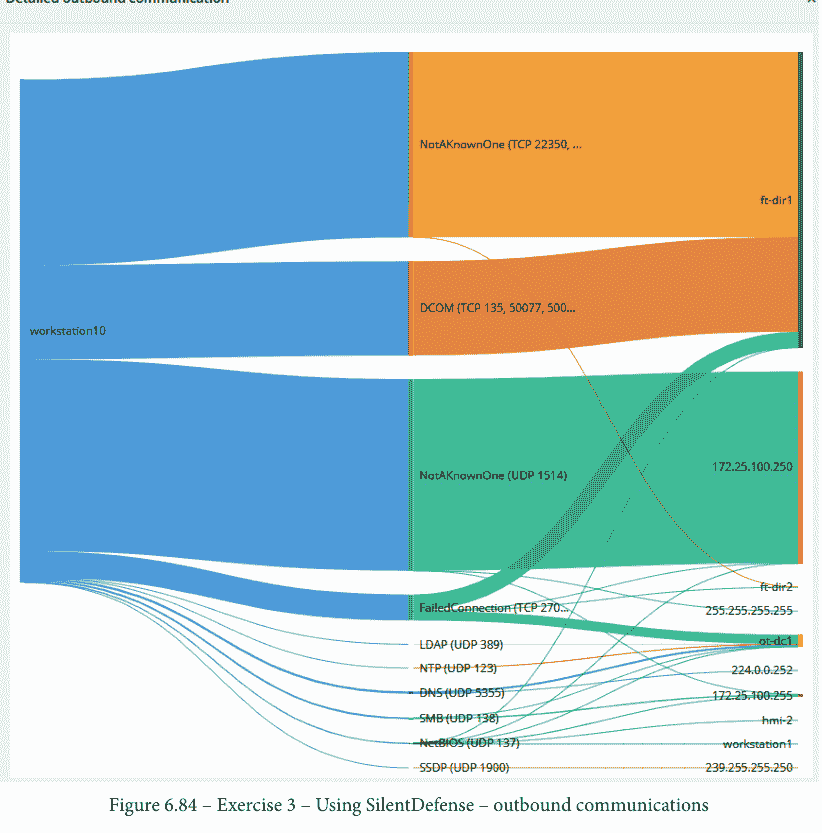 Detailed outbound communication
NotAKnownOne (TCP 22350, ...
ft-dir1
DCOM (TCP 135, 50077, 500...
workstation10
172.25.100.250
NotAKnownOne (UDP 1514)
ft-dir2
FailedConnection (TCP 270...
255.255.255.255
ot-dc1
LDAP (UDP 389)
NTP (UDP 123)
224.0.0.252
DNS (UDP 5355)
172.25.100.255
SMB (UDP 138)
hmi-2
NetBIOS (UDP 137)
workstation1
SSDP (UDP 1900)
239.255.255.250
Figure 6.84 – Exercise 3 – Using SilentDefense – outbound communications